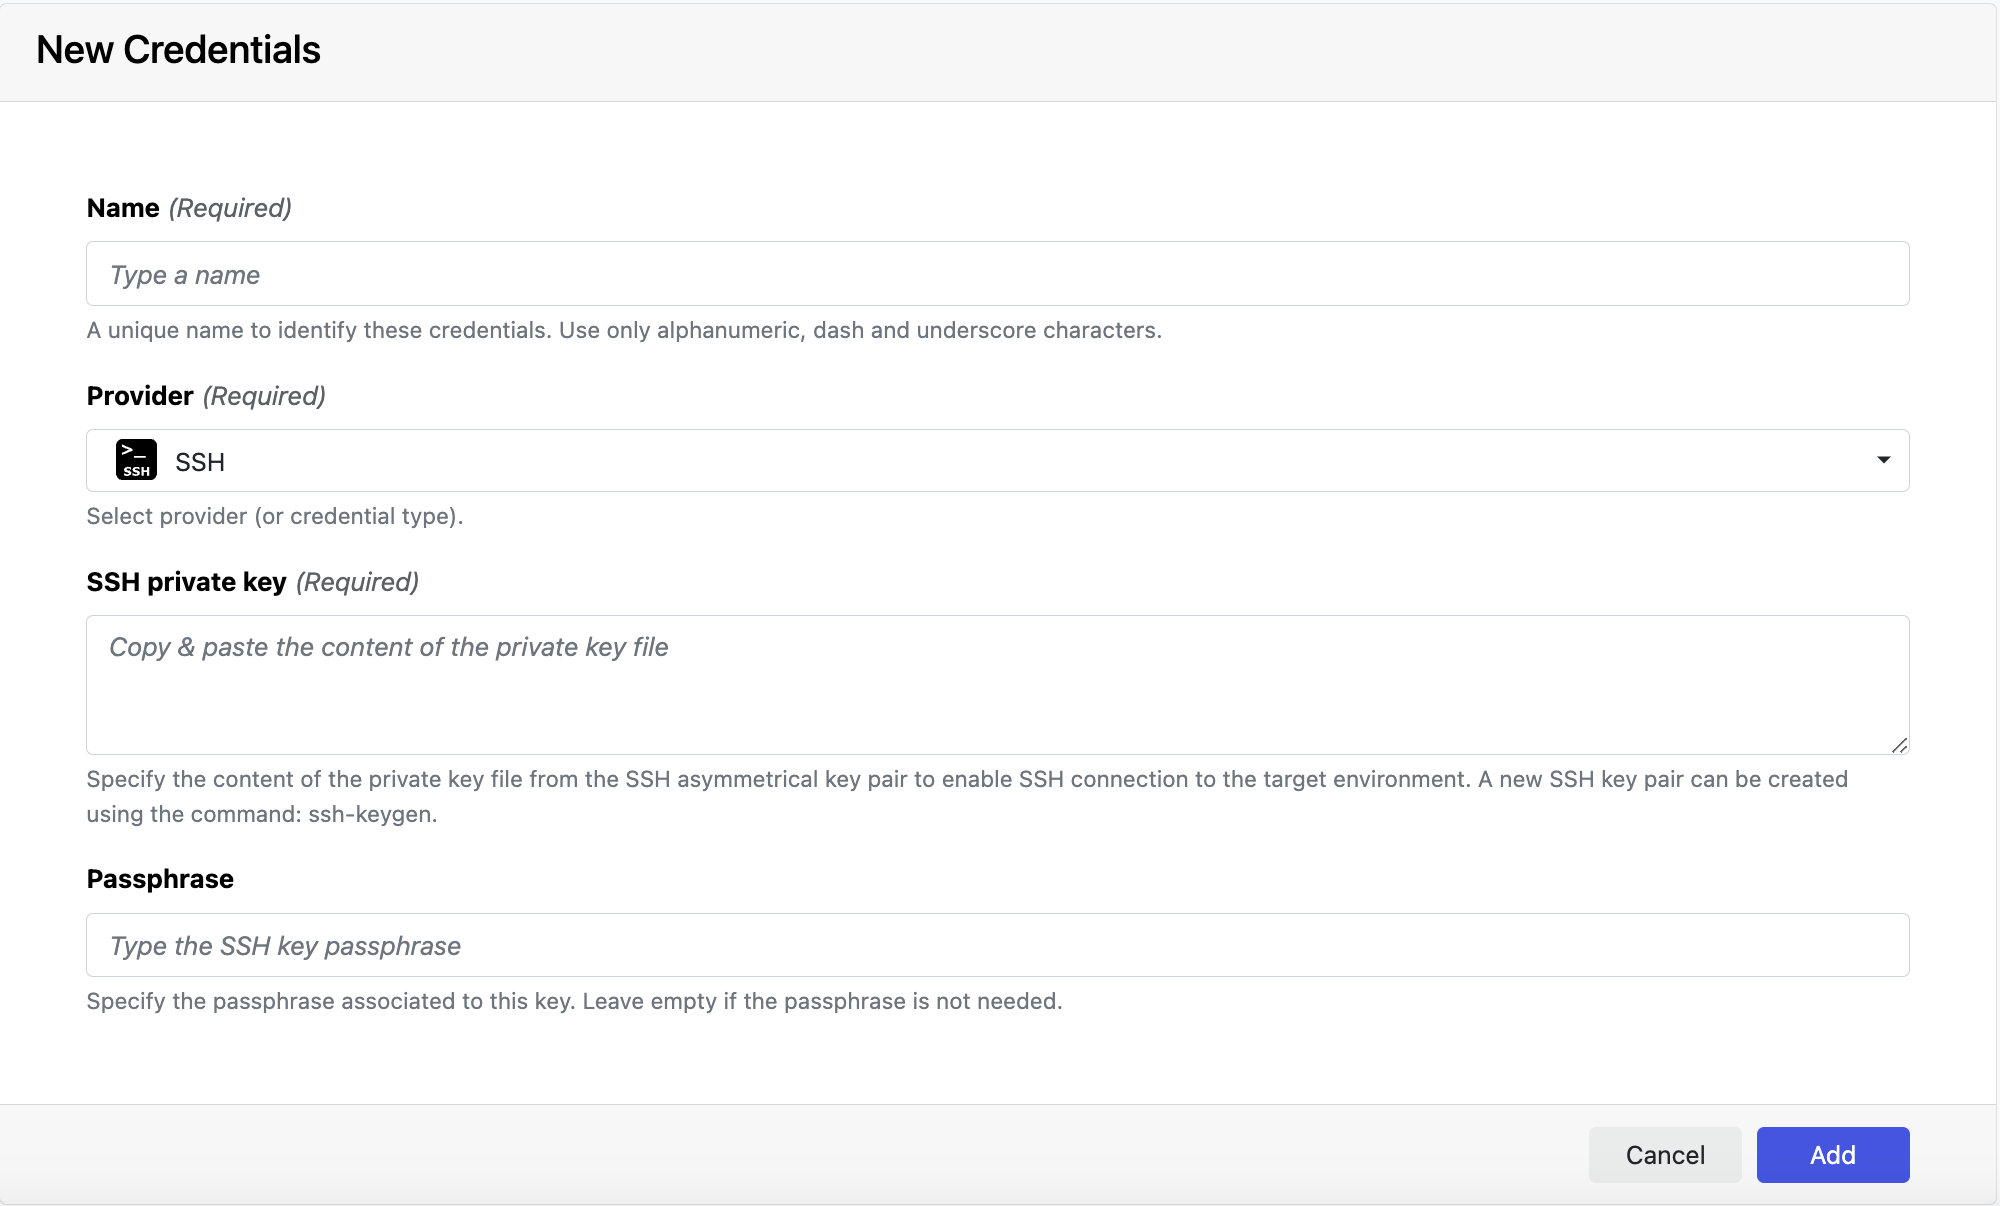 New Credentials
Name (Required)
Type a name
A unique name to identify these credentials. Use only alphanumeric, dash and underscore characters.
Provider (Required)
>_
SSH
SSH
Select provider (or credential type).
SSH private key (Required)
Copy & paste the content of the private key file
Specify the content of the private key file from the SSH asymmetrical key pair to enable SSH connection to the target environment. A new SSH key pair can be created
using the command: ssh-keygen.
Passphrase
Type the SSH key passphrase
Specify the passphrase associated to this key. Leave empty if the passphrase is not needed.
Cancel
Add